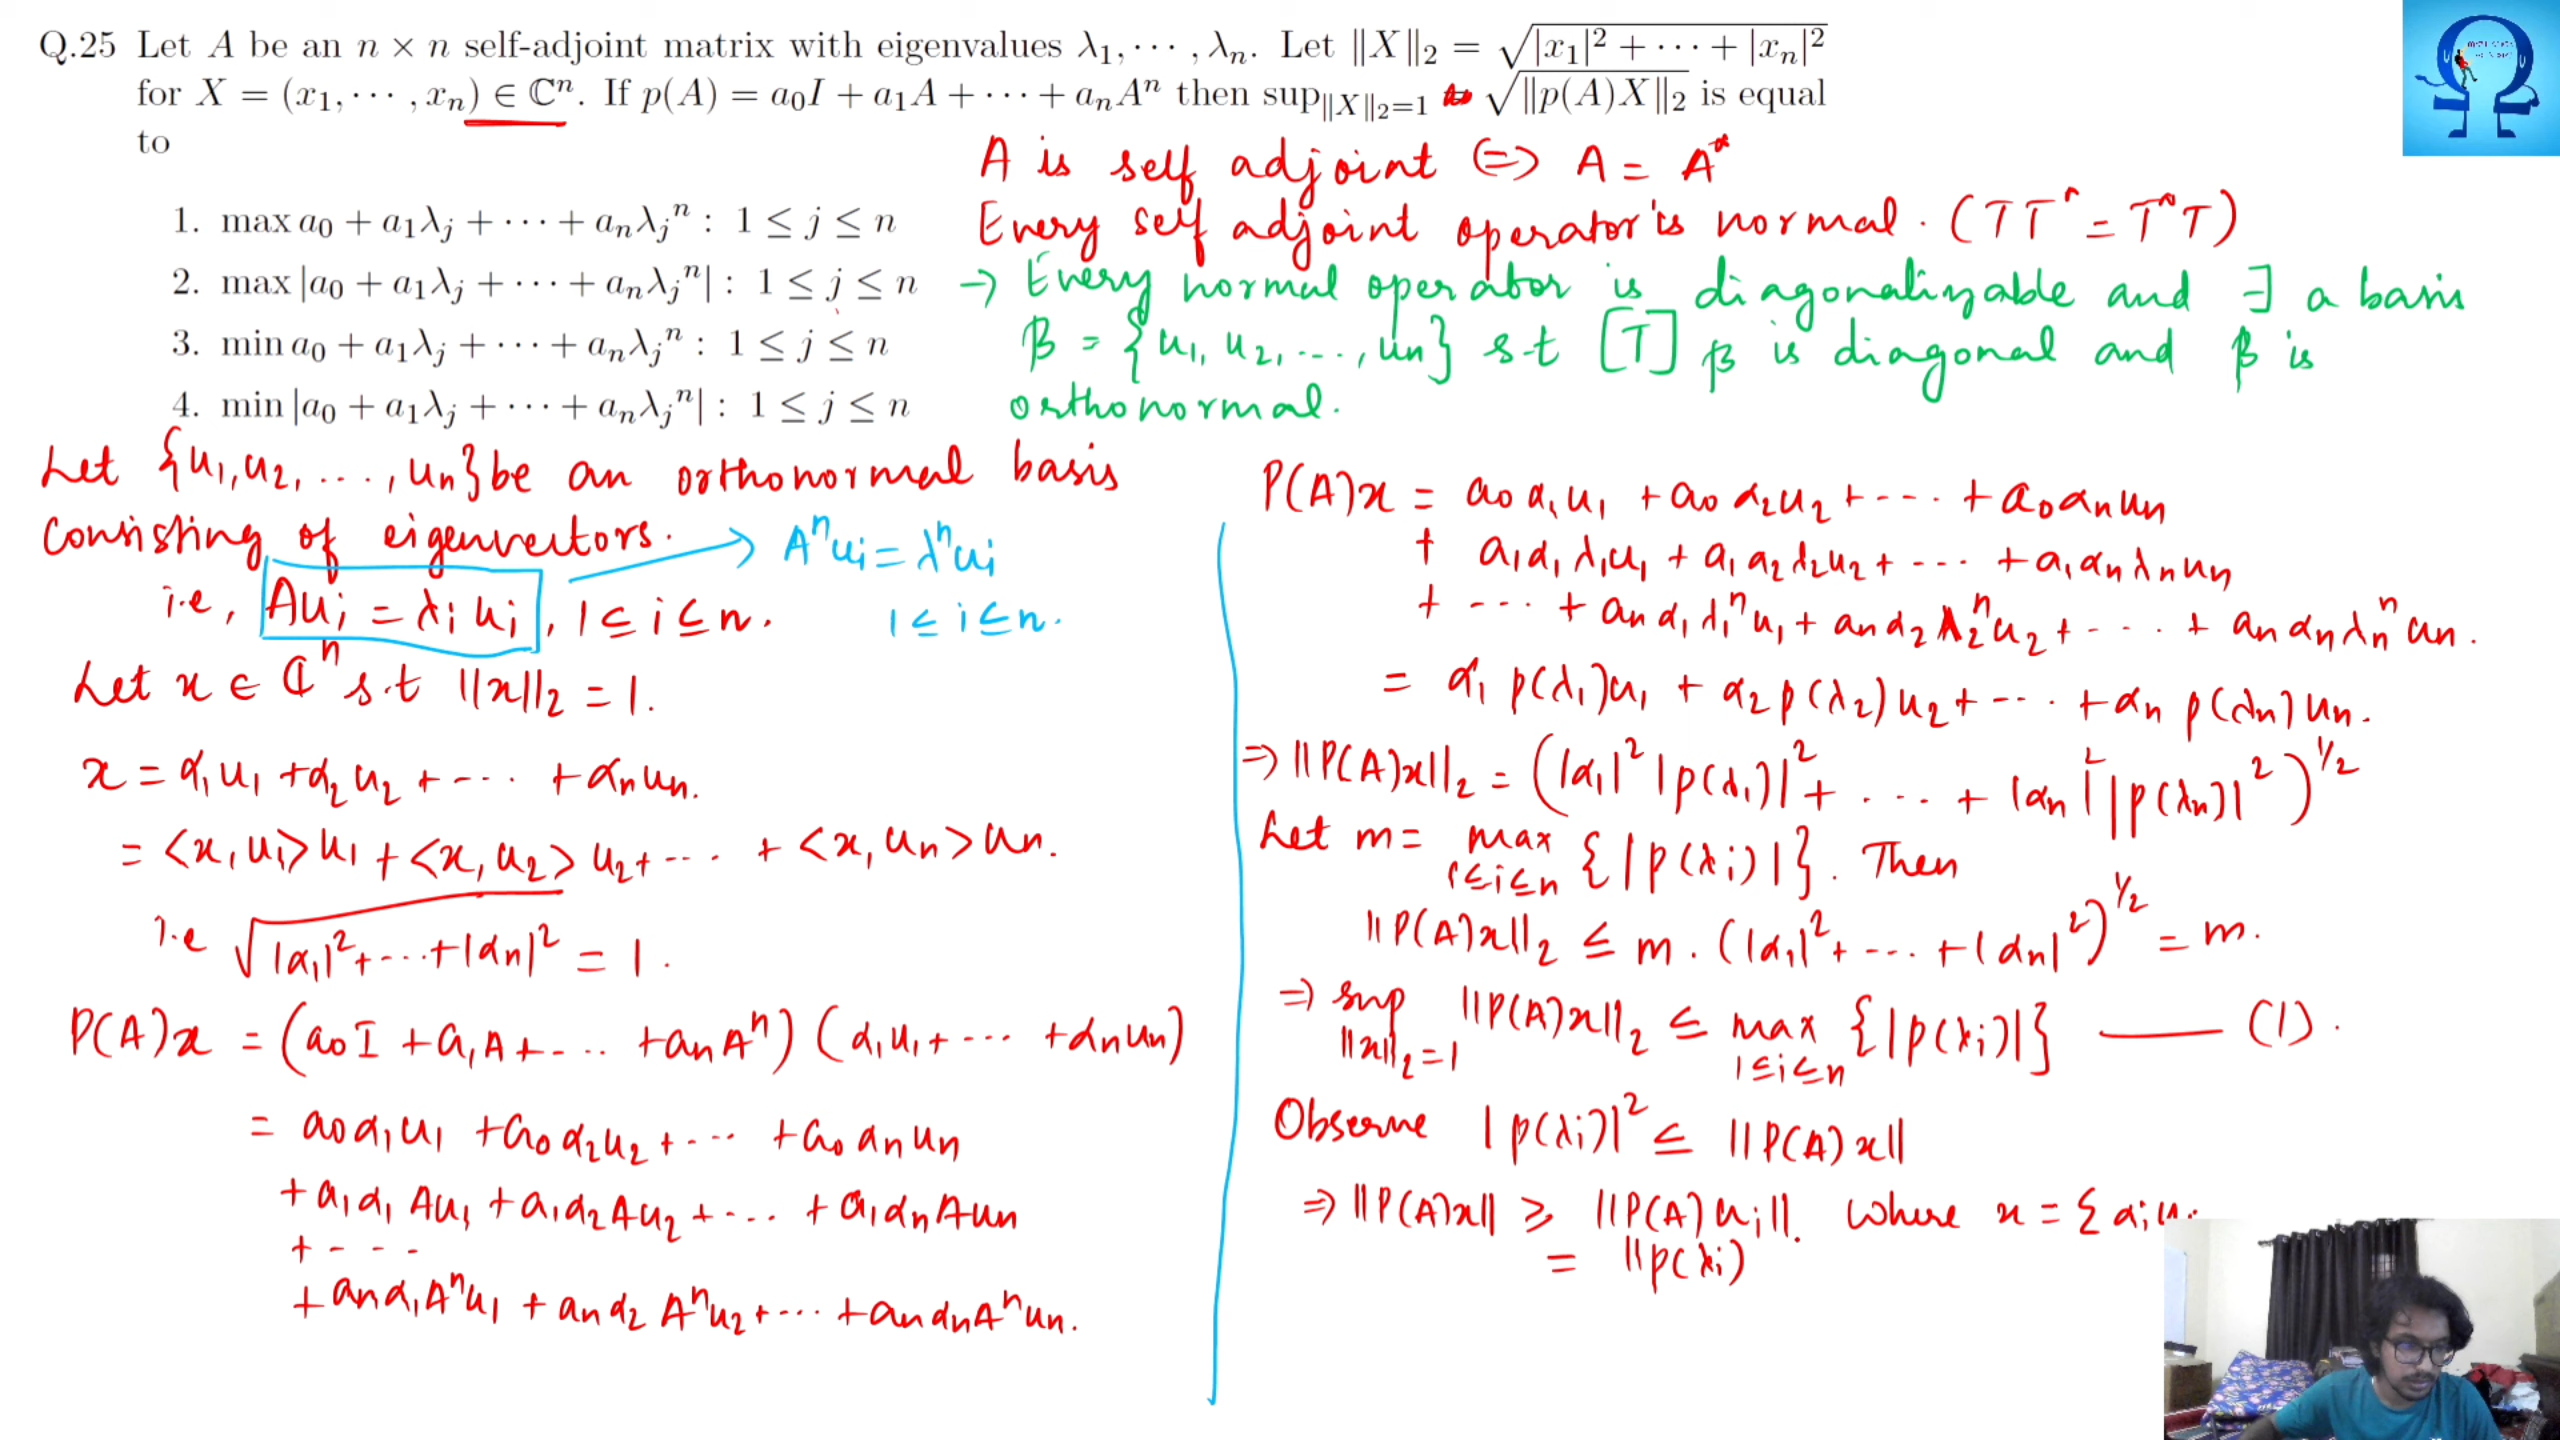 Q.25 Let A be an n × n self-adjoint matrix with eigenvalues λ₁, ⋯ , λₙ. Let ‖X‖₂ = √(|x₁|² + ⋯ + |xₙ|²)
for X = (x₁, ⋯ , xₙ) ∈ ℂⁿ. If p(A) = a₀I + a₁A + ⋯ + aₙAⁿ then sup_{‖X‖₂=1} √‖p(A)X‖₂ is equal
to
1. max a₀ + a₁λⱼ + ⋯ + aₙλⱼⁿ : 1 ≤ j ≤ n
2. max |a₀ + a₁λⱼ + ⋯ + aₙλⱼⁿ| : 1 ≤ j ≤ n
3. min a₀ + a₁λⱼ + ⋯ + aₙλⱼⁿ : 1 ≤ j ≤ n
4. min |a₀ + a₁λⱼ + ⋯ + aₙλⱼⁿ| : 1 ≤ j ≤ n
A is self adjoint ⟺ A = A*
Every self adjoint operator is normal. (TT* = T*T)
→ Every normal operator is diagonalizable and ∃ a basis
β = {u₁, u₂, ..., uₙ} s.t [T]β is diagonal and β is
orthonormal.
Let {u₁, u₂, ..., uₙ} be an orthonormal basis
consisting of eigenvectors.
→ Aⁿuᵢ = λⁿuᵢ
i.e, Auᵢ = λᵢuᵢ, 1 ≤ i ≤ n.
1 ≤ i ≤ n.
Let x ∈ ℂⁿ s.t ||x||₂ = 1.
x = α₁u₁ + α₂u₂ + ... + αₙuₙ.
= <x, u₁>u₁ + <x, u₂>u₂ + ... + <x, uₙ>uₙ.
i.e √(|α₁|² + ... + |αₙ|²) = 1.
P(A)x = (a₀I + a₁A + ... + aₙAⁿ)(α₁u₁ + ... + αₙuₙ)
= a₀α₁u₁ + a₀α₂u₂ + ... + a₀αₙuₙ
+ a₁α₁Au₁ + a₁α₂Au₂ + ... + a₁αₙAuₙ
+ - - -
+ aₙα₁Aⁿu₁ + aₙα₂Aⁿu₂ + ... + aₙαₙAⁿuₙ.
P(A)x = a₀α₁u₁ + a₀α₂u₂ + ... + a₀αₙuₙ
+ a₁α₁λ₁u₁ + a₁a₂λ₂u₂ + ... + a₁αₙλₙuₙ
+ ... + aₙα₁λ₁ⁿu₁ + aₙα₂λ₂ⁿu₂ + ... + aₙαₙλₙⁿuₙ.
= α₁p(λ₁)u₁ + α₂p(λ₂)u₂ + ... + αₙp(λₙ)uₙ.
⇒ ||P(A)x||₂ = (|α₁|²|p(λ₁)|² + ... + |αₙ|²|p(λₙ)|²)^½
Let m = max_{1≤i≤n} {|p(λᵢ)|}. Then
||P(A)x||₂ ≤ m . (|α₁|² + ... + |αₙ|²)^½ = m.
⇒ sup_{||x||₂=1} ||P(A)x||₂ ≤ max_{1≤i≤n} {|p(λᵢ)|} —— (1).
Observe |p(λᵢ)|² ≤ ||P(A)x||
⇒ ||P(A)x|| ≥ ||P(A)uᵢ||. Where x = Σαᵢuᵢ
= ||p(λᵢ)